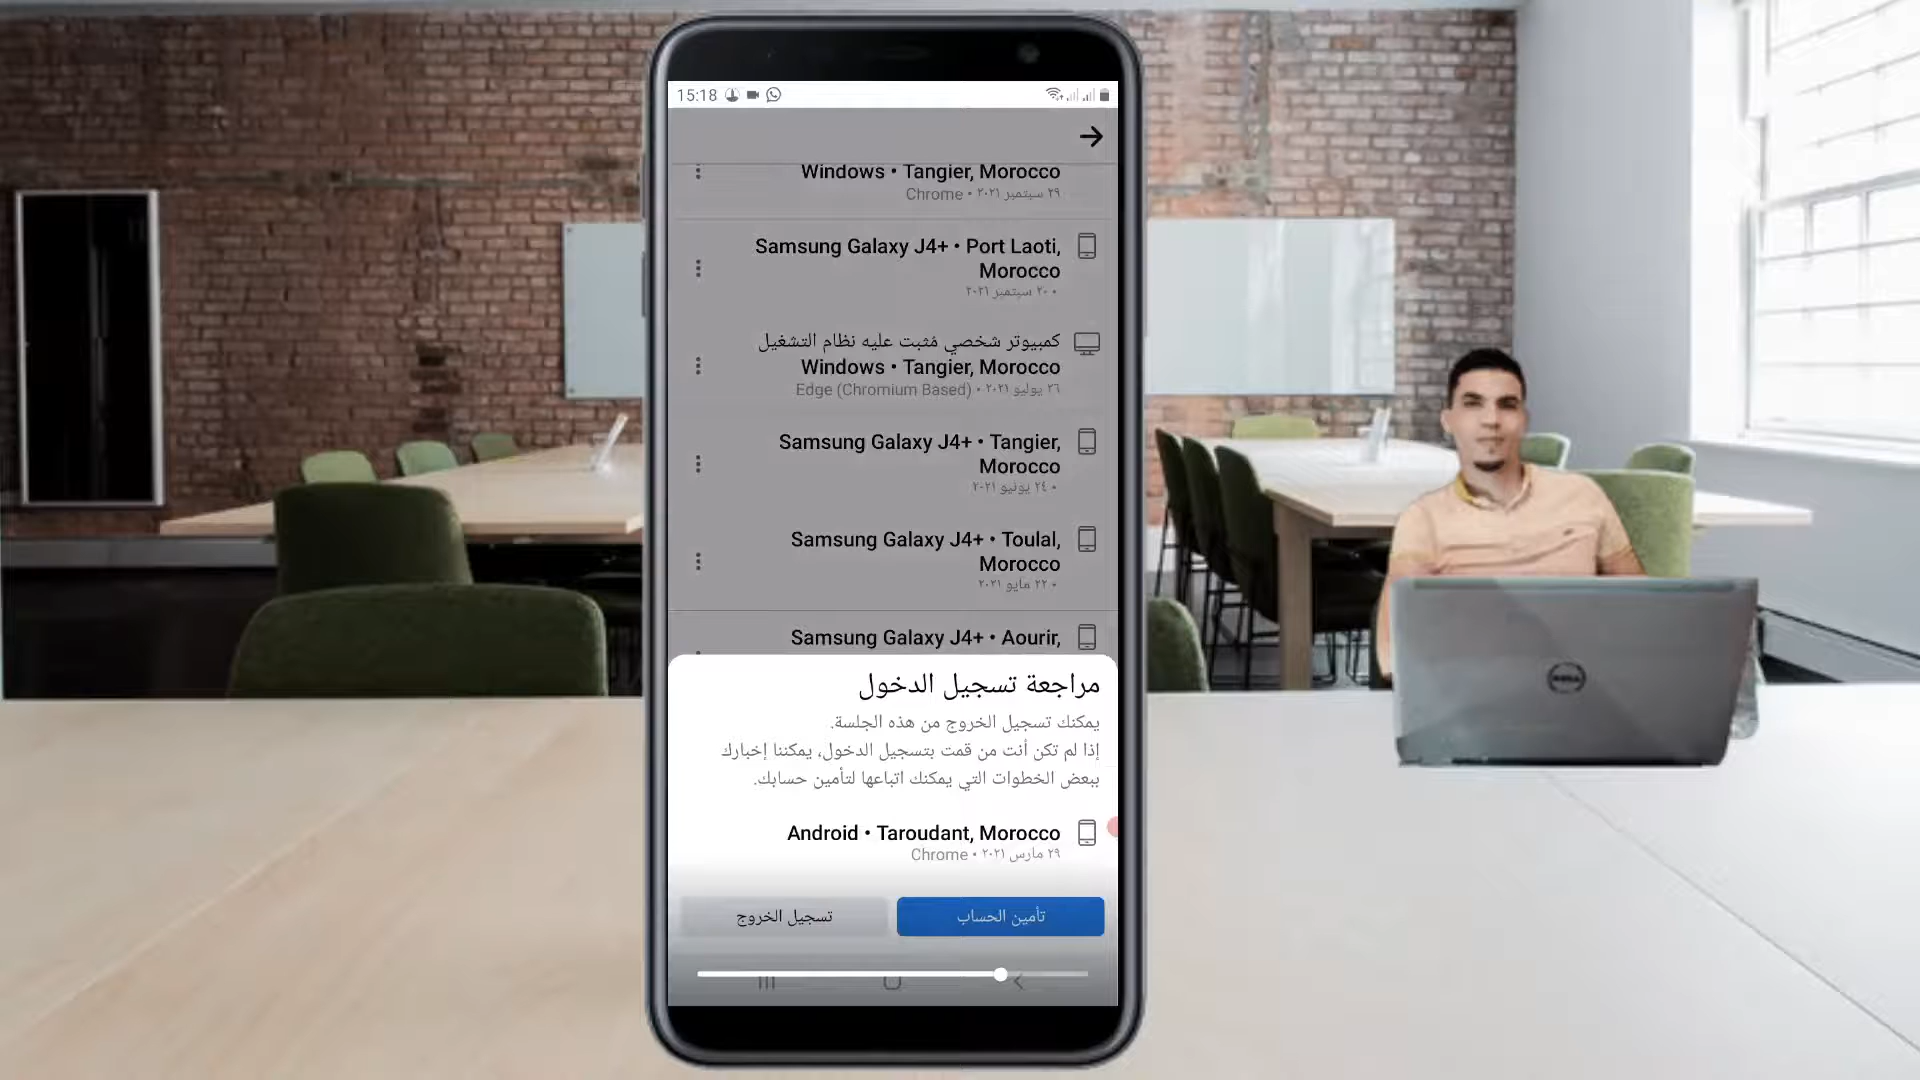 15:18
Windows • Tangier, Morocco
٢٩ سبتمبر ٢٠٢١ • Chrome
Samsung Galaxy J4+ • Port Laoti,
Morocco
• ٢٠ سبتمبر ٢٠٢١
كمبيوتر شخصي مُثبت عليه نظام التشغيل
Windows • Tangier, Morocco
٢٦ يوليو ٢٠٢١ • Edge (Chromium Based)
Samsung Galaxy J4+ • Tangier,
Morocco
• ٢٤ يونيو ٢٠٢١
Samsung Galaxy J4+ • Toulal,
Morocco
• ٢٢ مايو ٢٠٢١
Samsung Galaxy J4+ • Aourir,
مراجعة تسجيل الدخول
يمكنك تسجيل الخروج من هذه الجلسة.
إذا لم تكن أنت من قمت بتسجيل الدخول، يمكننا إخبارك
ببعض الخطوات التي يمكنك اتباعها لتأمين حسابك.
Android • Taroudant, Morocco
٢٩ مارس ٢٠٢١ • Chrome
تأمين الحساب
تسجيل الخروج
DELL